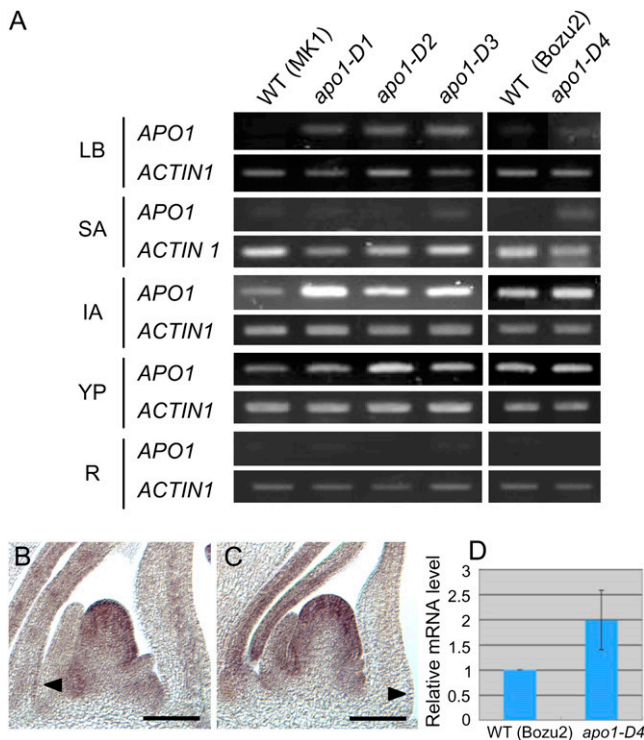 A
WT (MK1)
apo1-D1
apo1-D2
apo1-D3
WT (Bozu2)
apo1-D4
LB
APO1
ACTIN1
SA
APO1
ACTIN 1
IA
APO1
ACTIN1
YP
APO1
ACTIN1
R
APO1
ACTIN1
B
C
D
Relative mRNA level
3
2.5
2
1.5
1
0.5
0
WT (Bozu2)
apo1-D4